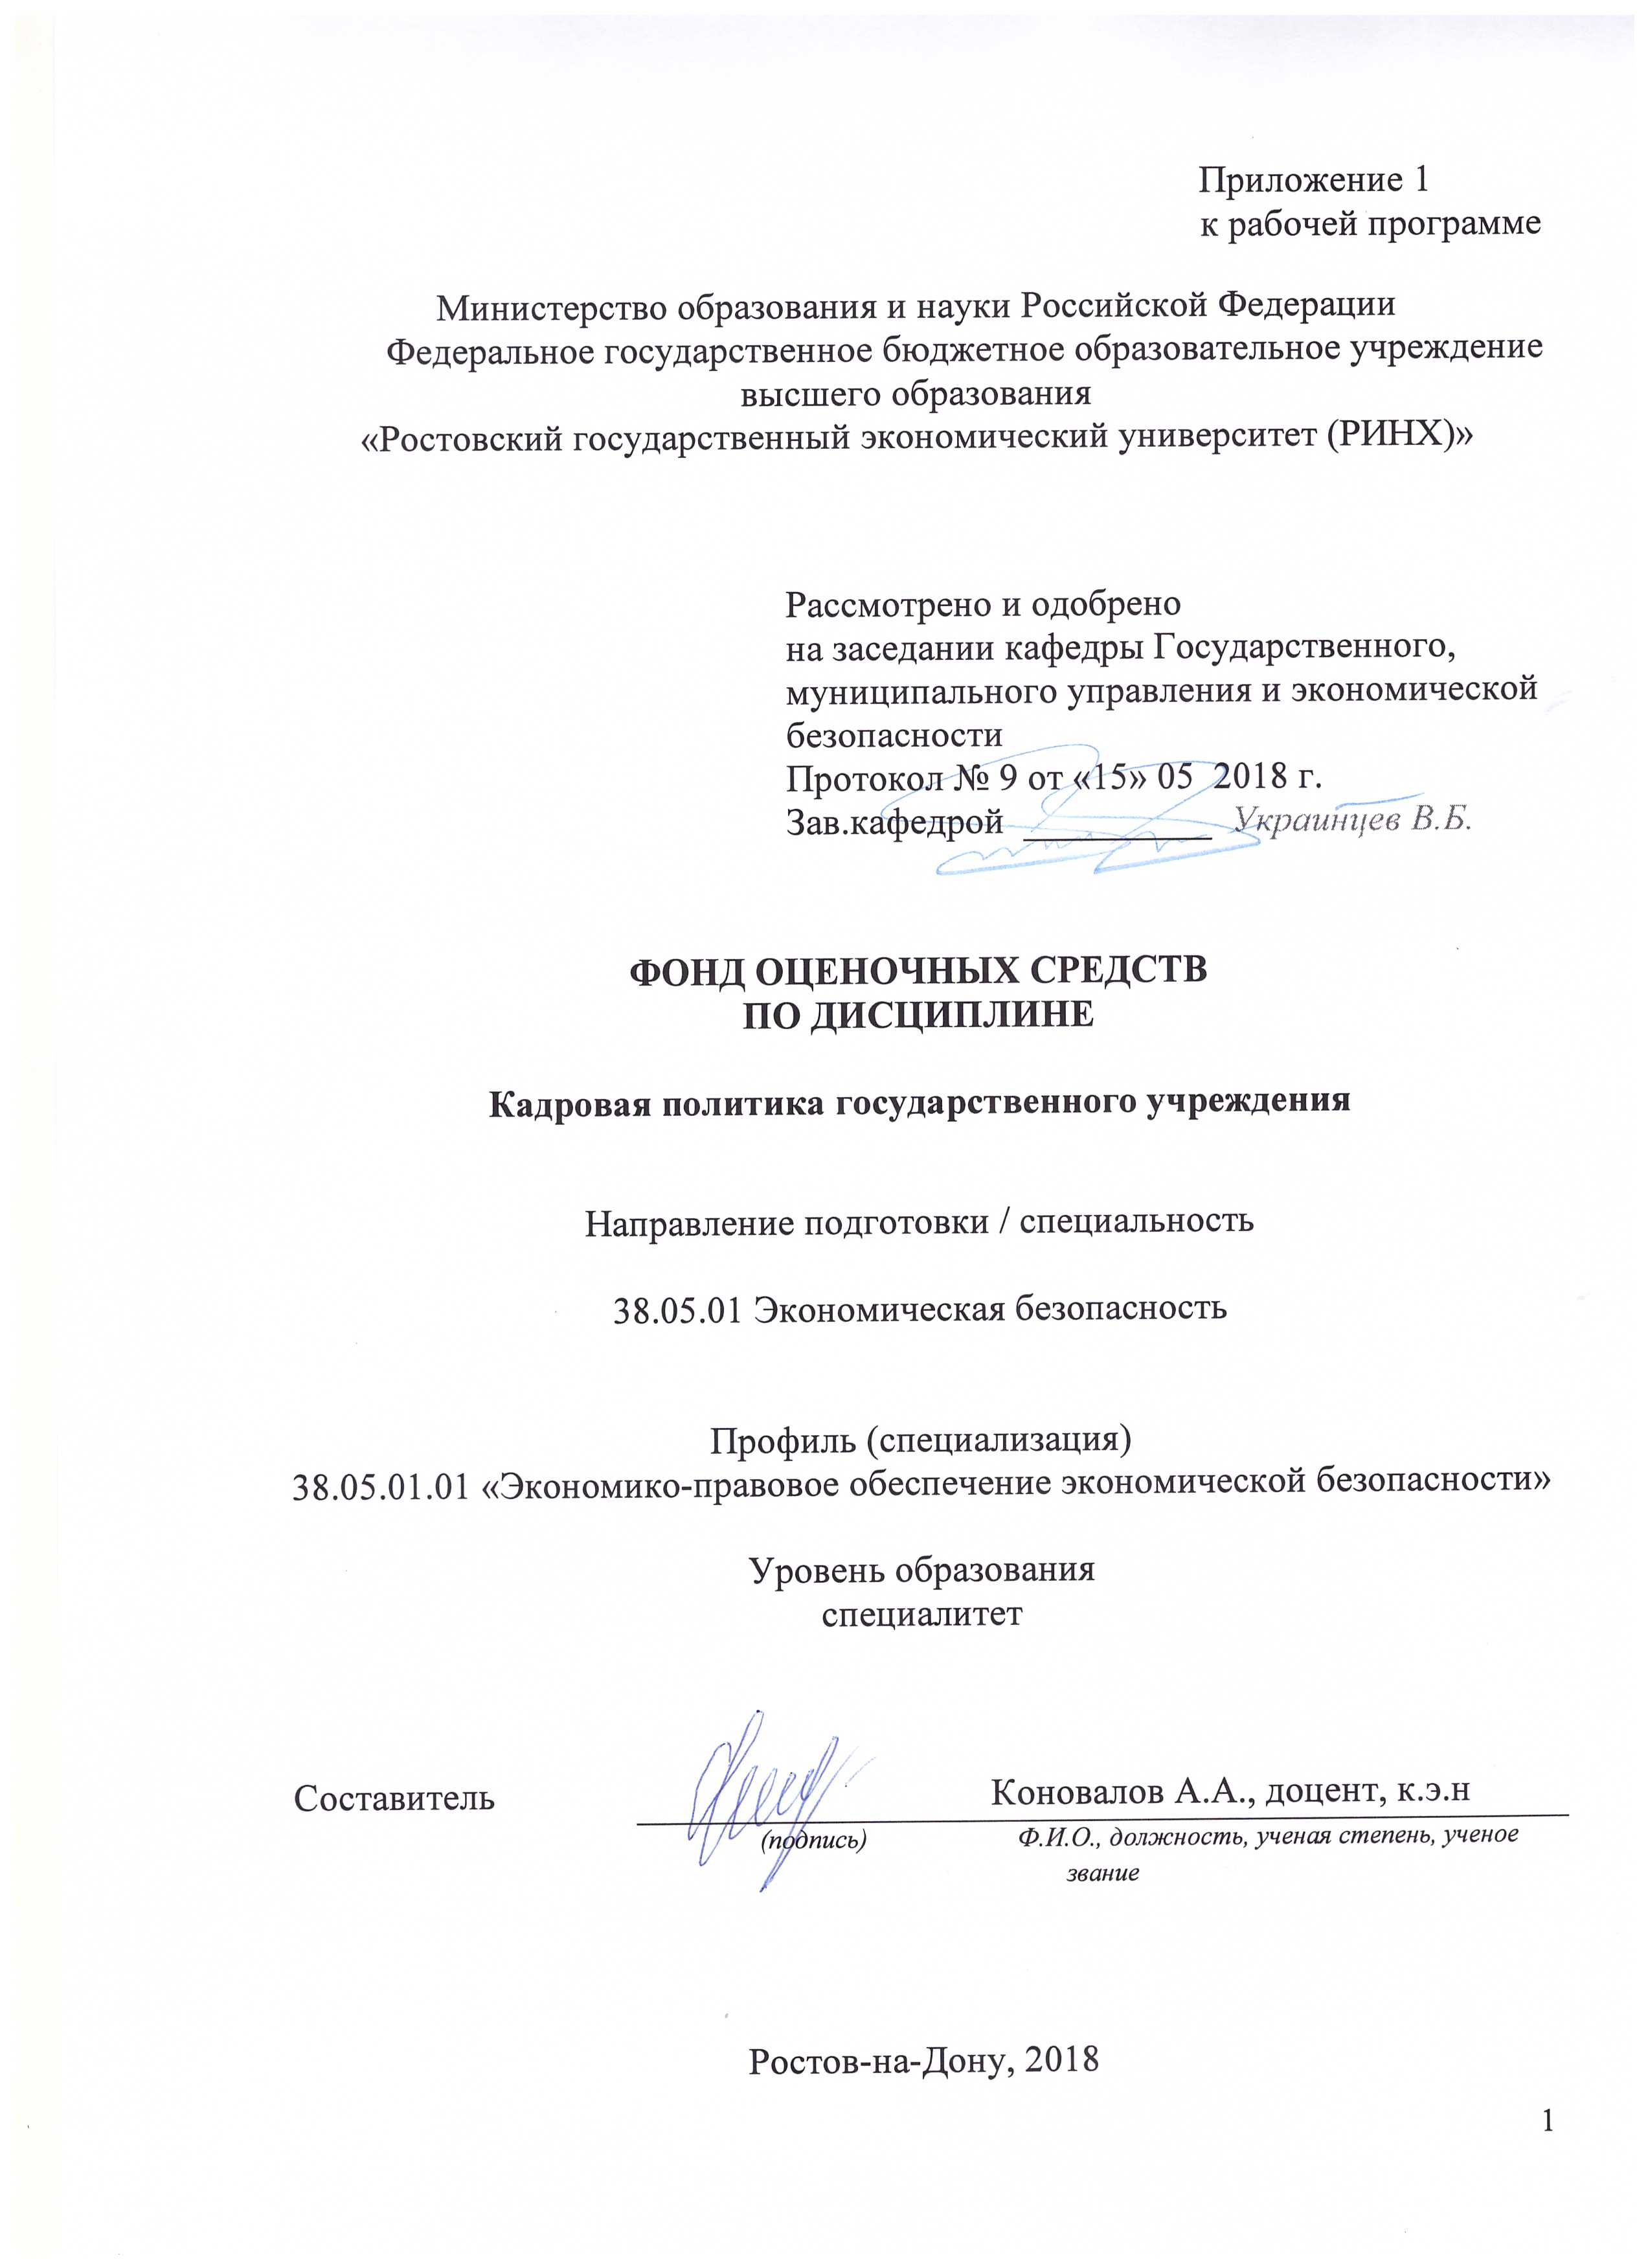 Приложение 1
к рабочей программе
Министерство образования и науки Российской Федерации
Федеральное государственное бюджетное образовательное учреждение
высшего образования
«Ростовский государственный экономический университет (РИНХ)»
Рассмотрено и одобрено
на заседании кафедры Государственного,
муниципального управления и экономической
безопасности
Протокол № 9 от «15» 05 2018 г.
Зав.кафедрой ___________ Украинцев В.Б.
ФОНД ОЦЕНОЧНЫХ СРЕДСТВ
ПО ДИСЦИПЛИНЕ
Кадровая политика государственного учреждения
Направление подготовки / специальность
38.05.01 Экономическая безопасность
Профиль (специализация)
38.05.01.01 «Экономико-правовое обеспечение экономической безопасности»
Уровень образования
специалитет
Составитель Коновалов А.А., доцент, к.э.н
(подпись) Ф.И.О., должность, ученая степень, ученое
звание
Ростов-на-Дону, 2018
1